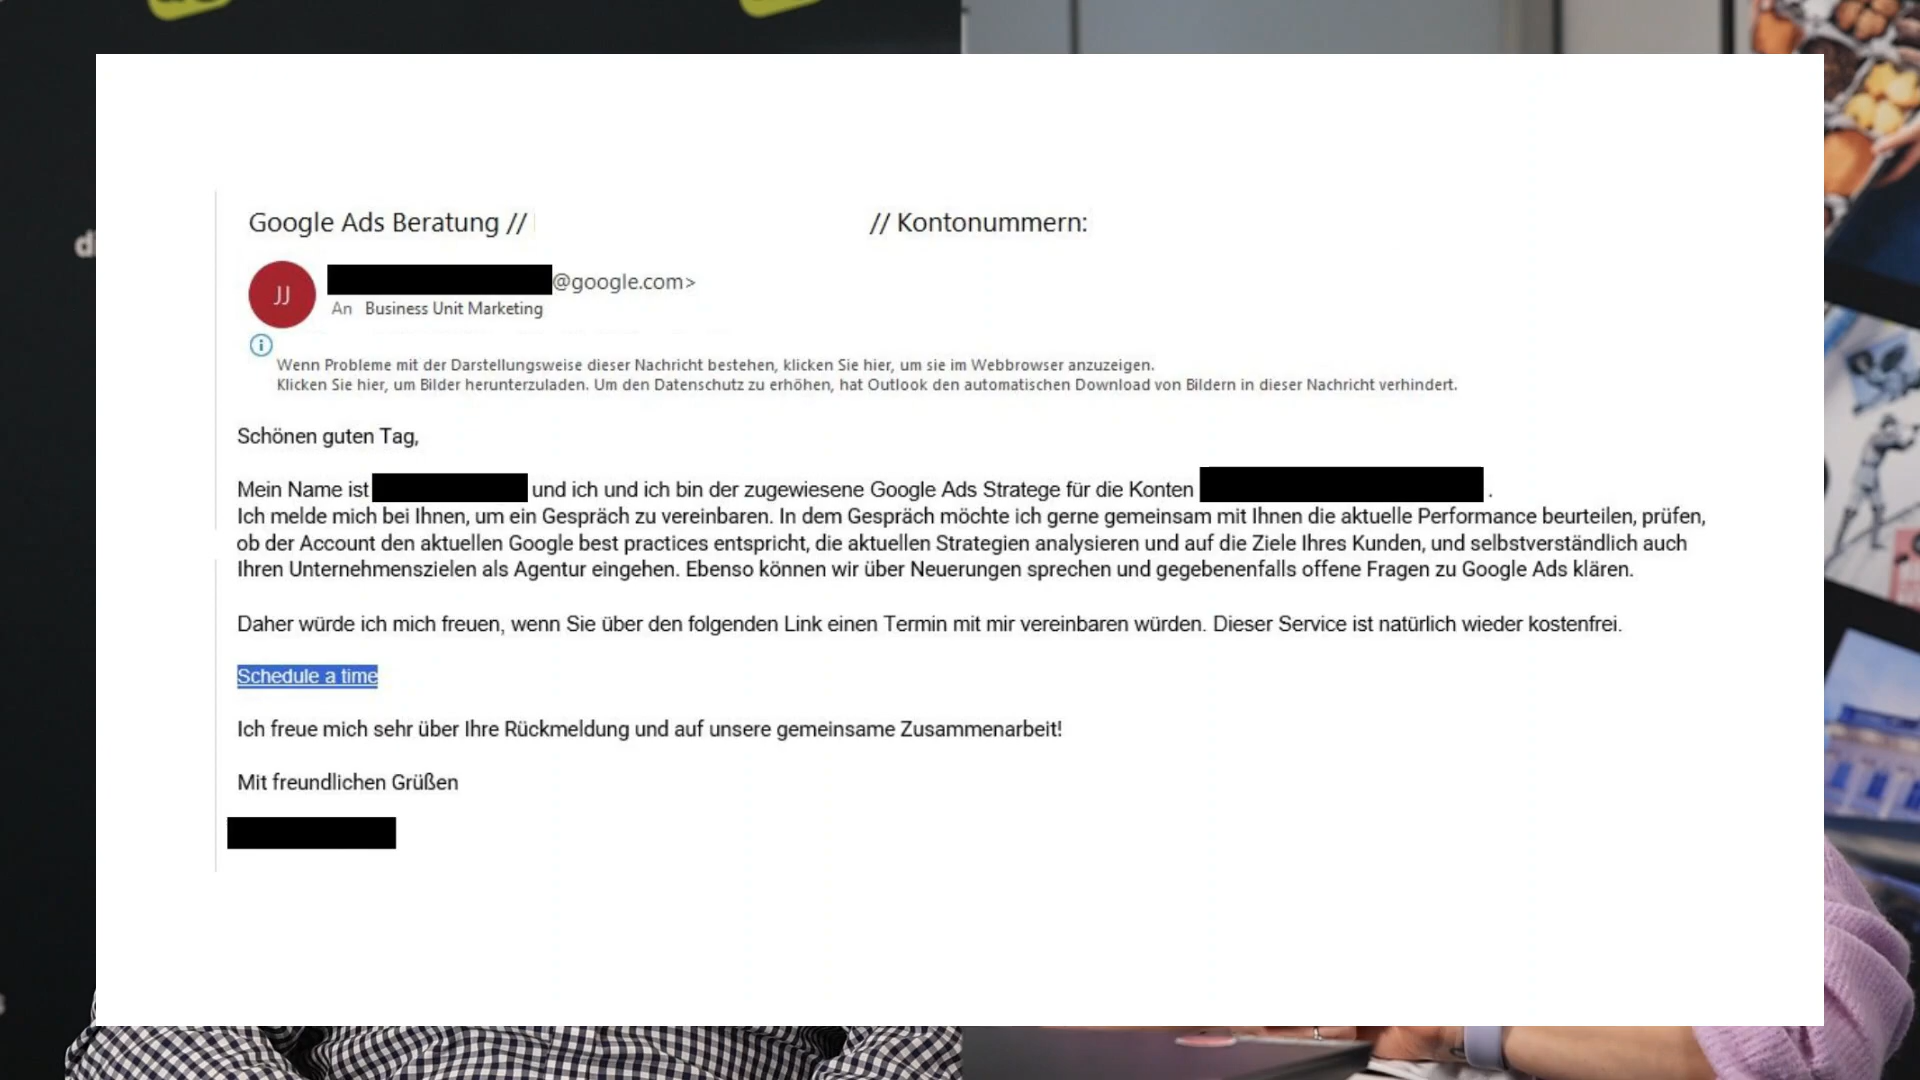 Google Ads Beratung // // Kontonummern:
JJ
@google.com>
An Business Unit Marketing
Wenn Probleme mit der Darstellungsweise dieser Nachricht bestehen, klicken Sie hier, um sie im Webbrowser anzuzeigen.
Klicken Sie hier, um Bilder herunterzuladen. Um den Datenschutz zu erhöhen, hat Outlook den automatischen Download von Bildern in dieser Nachricht verhindert.
Schönen guten Tag,
Mein Name ist und ich und ich bin der zugewiesene Google Ads Stratege für die Konten .
Ich melde mich bei Ihnen, um ein Gespräch zu vereinbaren. In dem Gespräch möchte ich gerne gemeinsam mit Ihnen die aktuelle Performance beurteilen, prüfen,
ob der Account den aktuellen Google best practices entspricht, die aktuellen Strategien analysieren und auf die Ziele Ihres Kunden, und selbstverständlich auch
Ihren Unternehmenszielen als Agentur eingehen. Ebenso können wir über Neuerungen sprechen und gegebenenfalls offene Fragen zu Google Ads klären.
Daher würde ich mich freuen, wenn Sie über den folgenden Link einen Termin mit mir vereinbaren würden. Dieser Service ist natürlich wieder kostenfrei.
Schedule a time
Ich freue mich sehr über Ihre Rückmeldung und auf unsere gemeinsame Zusammenarbeit!
Mit freundlichen Grüßen